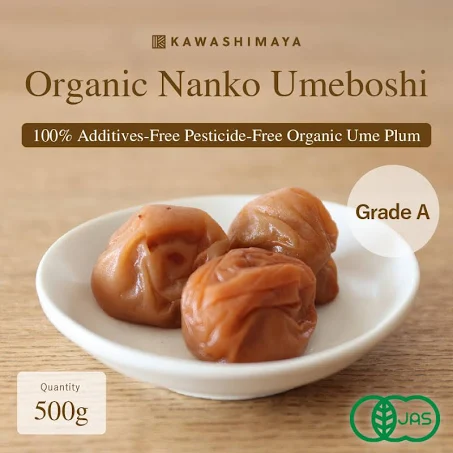 KAWASHIMAYA
Organic Nanko Umeboshi
100% Additives-Free Pesticide-Free Organic Ume Plum
Grade A
Quantity
500g
JAS